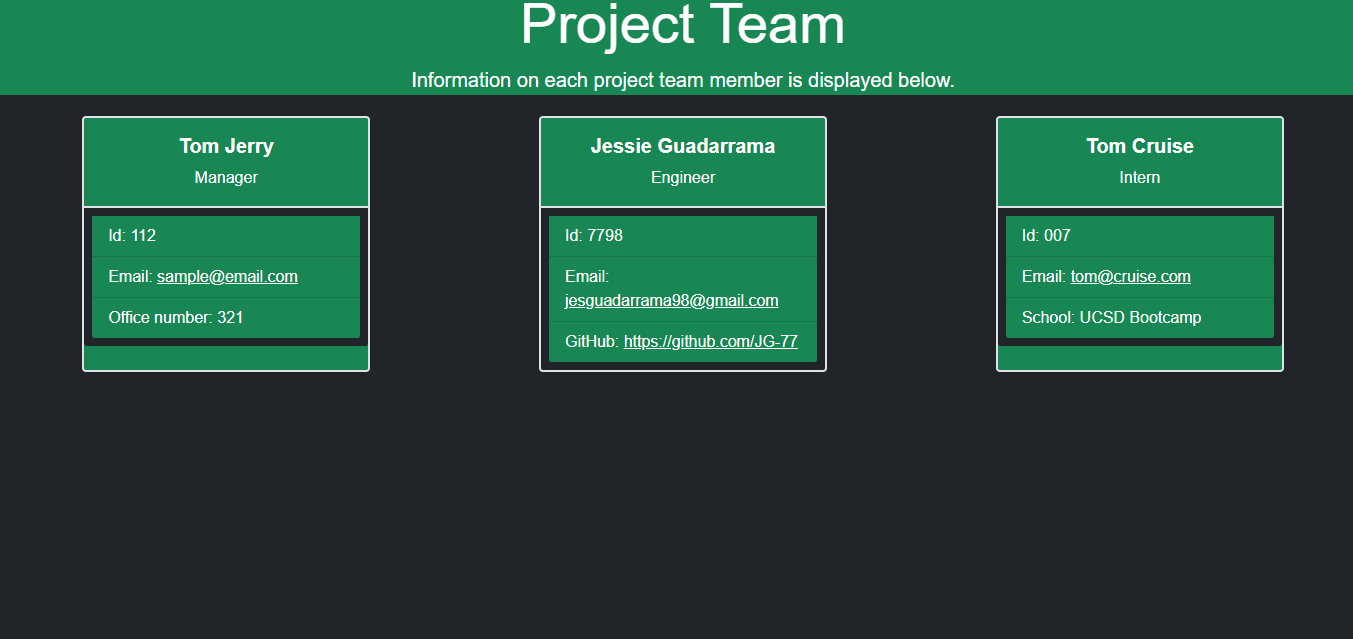 Project Team
Information on each project team member is displayed below.
Tom Jerry
Manager
Id: 112
Email: sample@email.com
Office number: 321
Jessie Guadarrama
Engineer
Id: 7798
Email:
jesguadarrama98@gmail.com
GitHub: https://github.com/JG-77
Tom Cruise
Intern
Id: 007
Email: tom@cruise.com
School: UCSD Bootcamp